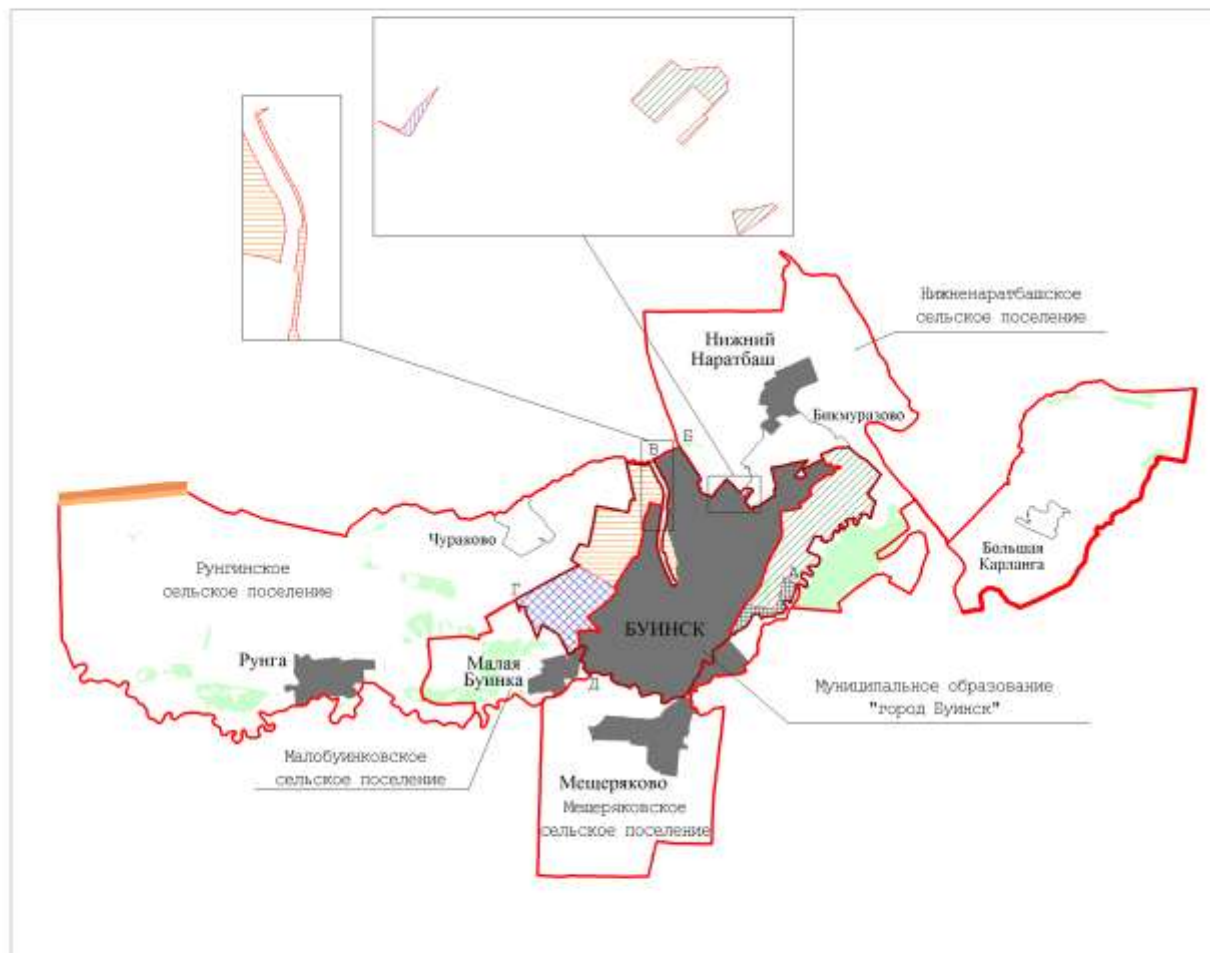 Нижненаратбашское
сельское поселение
Нижний
Наратбаш
Бикмуразово
Б
В
Чураково
Большая
Карланга
Рунгинское
сельское поселение
Г
А
БУИНСК
Рунга
Малая
Буинка
Д
Муниципальное образование
"город Буинск"
Малобуинковское
сельское поселение
Мещеряково
Мещеряковское
сельское поселение